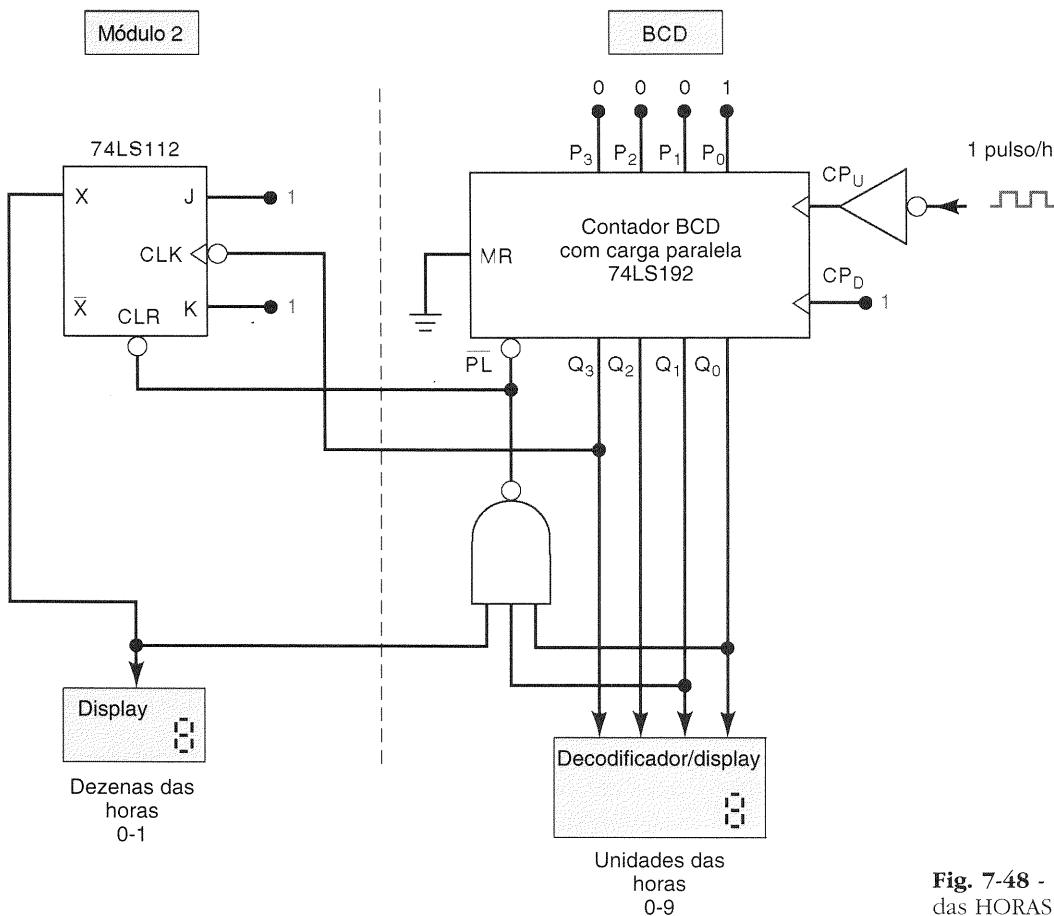 Módulo 2
BCD
0 0 0 1
74LS112
P3 P2 P1 P0
1 pulso/h
CPU
X
J
1
Contador BCD
com carga paralela
74LS192
CLK
MR
CPD
1
X̅
K
1
CLR
P̅L̅
Q3 Q2 Q1 Q0
Display
8
Decodificador/display
8
Dezenas das
horas
0-1
Unidades das
horas
0-9
Fig. 7-48 -
das HORAS